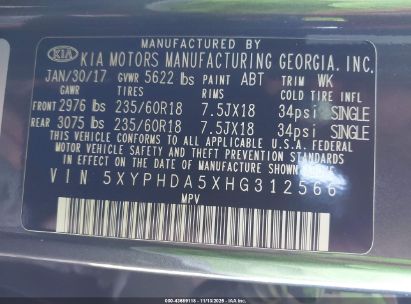 MANUFACTURED BY
KIA KIA MOTORS MANUFACTURING GEORGIA, INC.
JAN/30/17 GVWR 5622 lbs PAINT ABT TRIM WK
GAWR TIRES RIMS COLD TIRE INFL
FRONT 2976 lbs 235/60R18 7.5JX18 34psi SINGLE
REAR 3075 lbs 235/60R18 7.5JX18 34psi SINGLE
THIS VEHICLE CONFORMS TO ALL APPLICABLE U.S.A. FEDERAL
MOTOR VEHICLE SAFETY
STANDARDS IN EFFECT ON THE DATE OF MANUFACTURE SHOWN ABOVE.
VIN 5XYPHDA5XHG312566
MPV